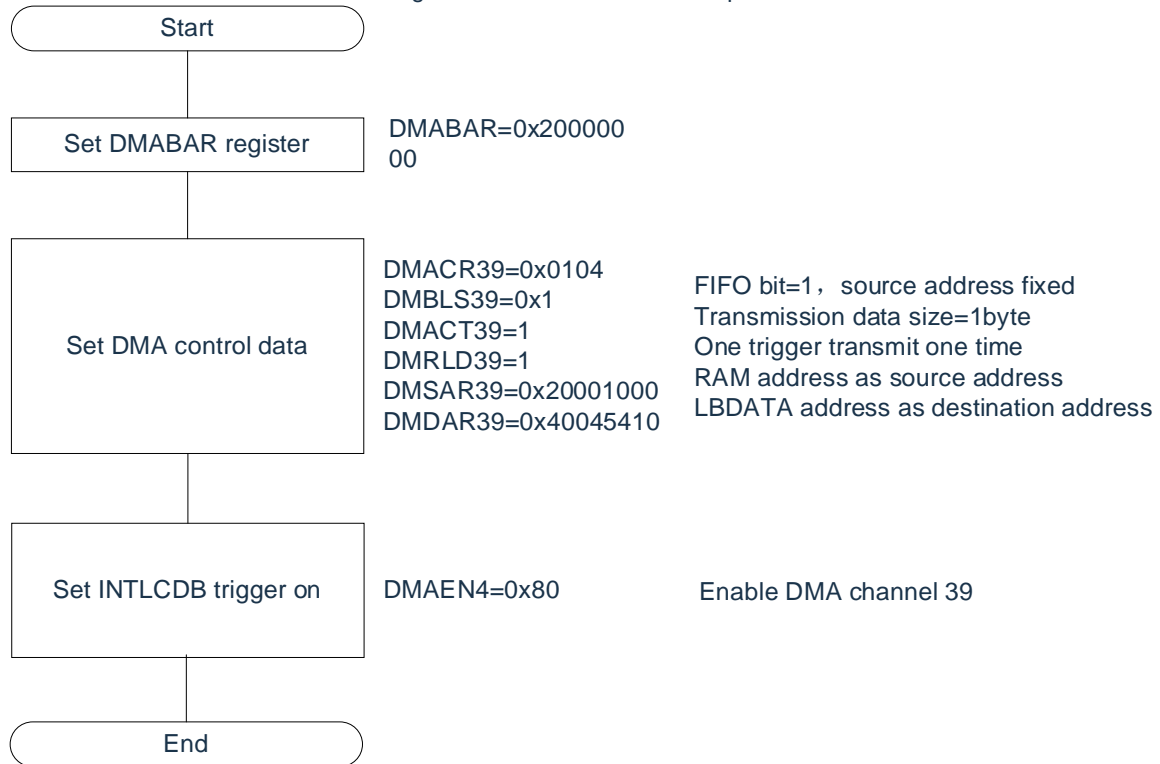 Start
Set DMABAR register
DMABAR=0x200000
00
Set DMA control data
DMACR39=0x0104
DMBLS39=0x1
DMACT39=1
DMRLD39=1
DMSAR39=0x20001000
DMDAR39=0x40045410
FIFO bit=1，source address fixed
Transmission data size=1byte
One trigger transmit one time
RAM address as source address
LBDATA address as destination address
Set INTLCDB trigger on
DMAEN4=0x80
Enable DMA channel 39
End